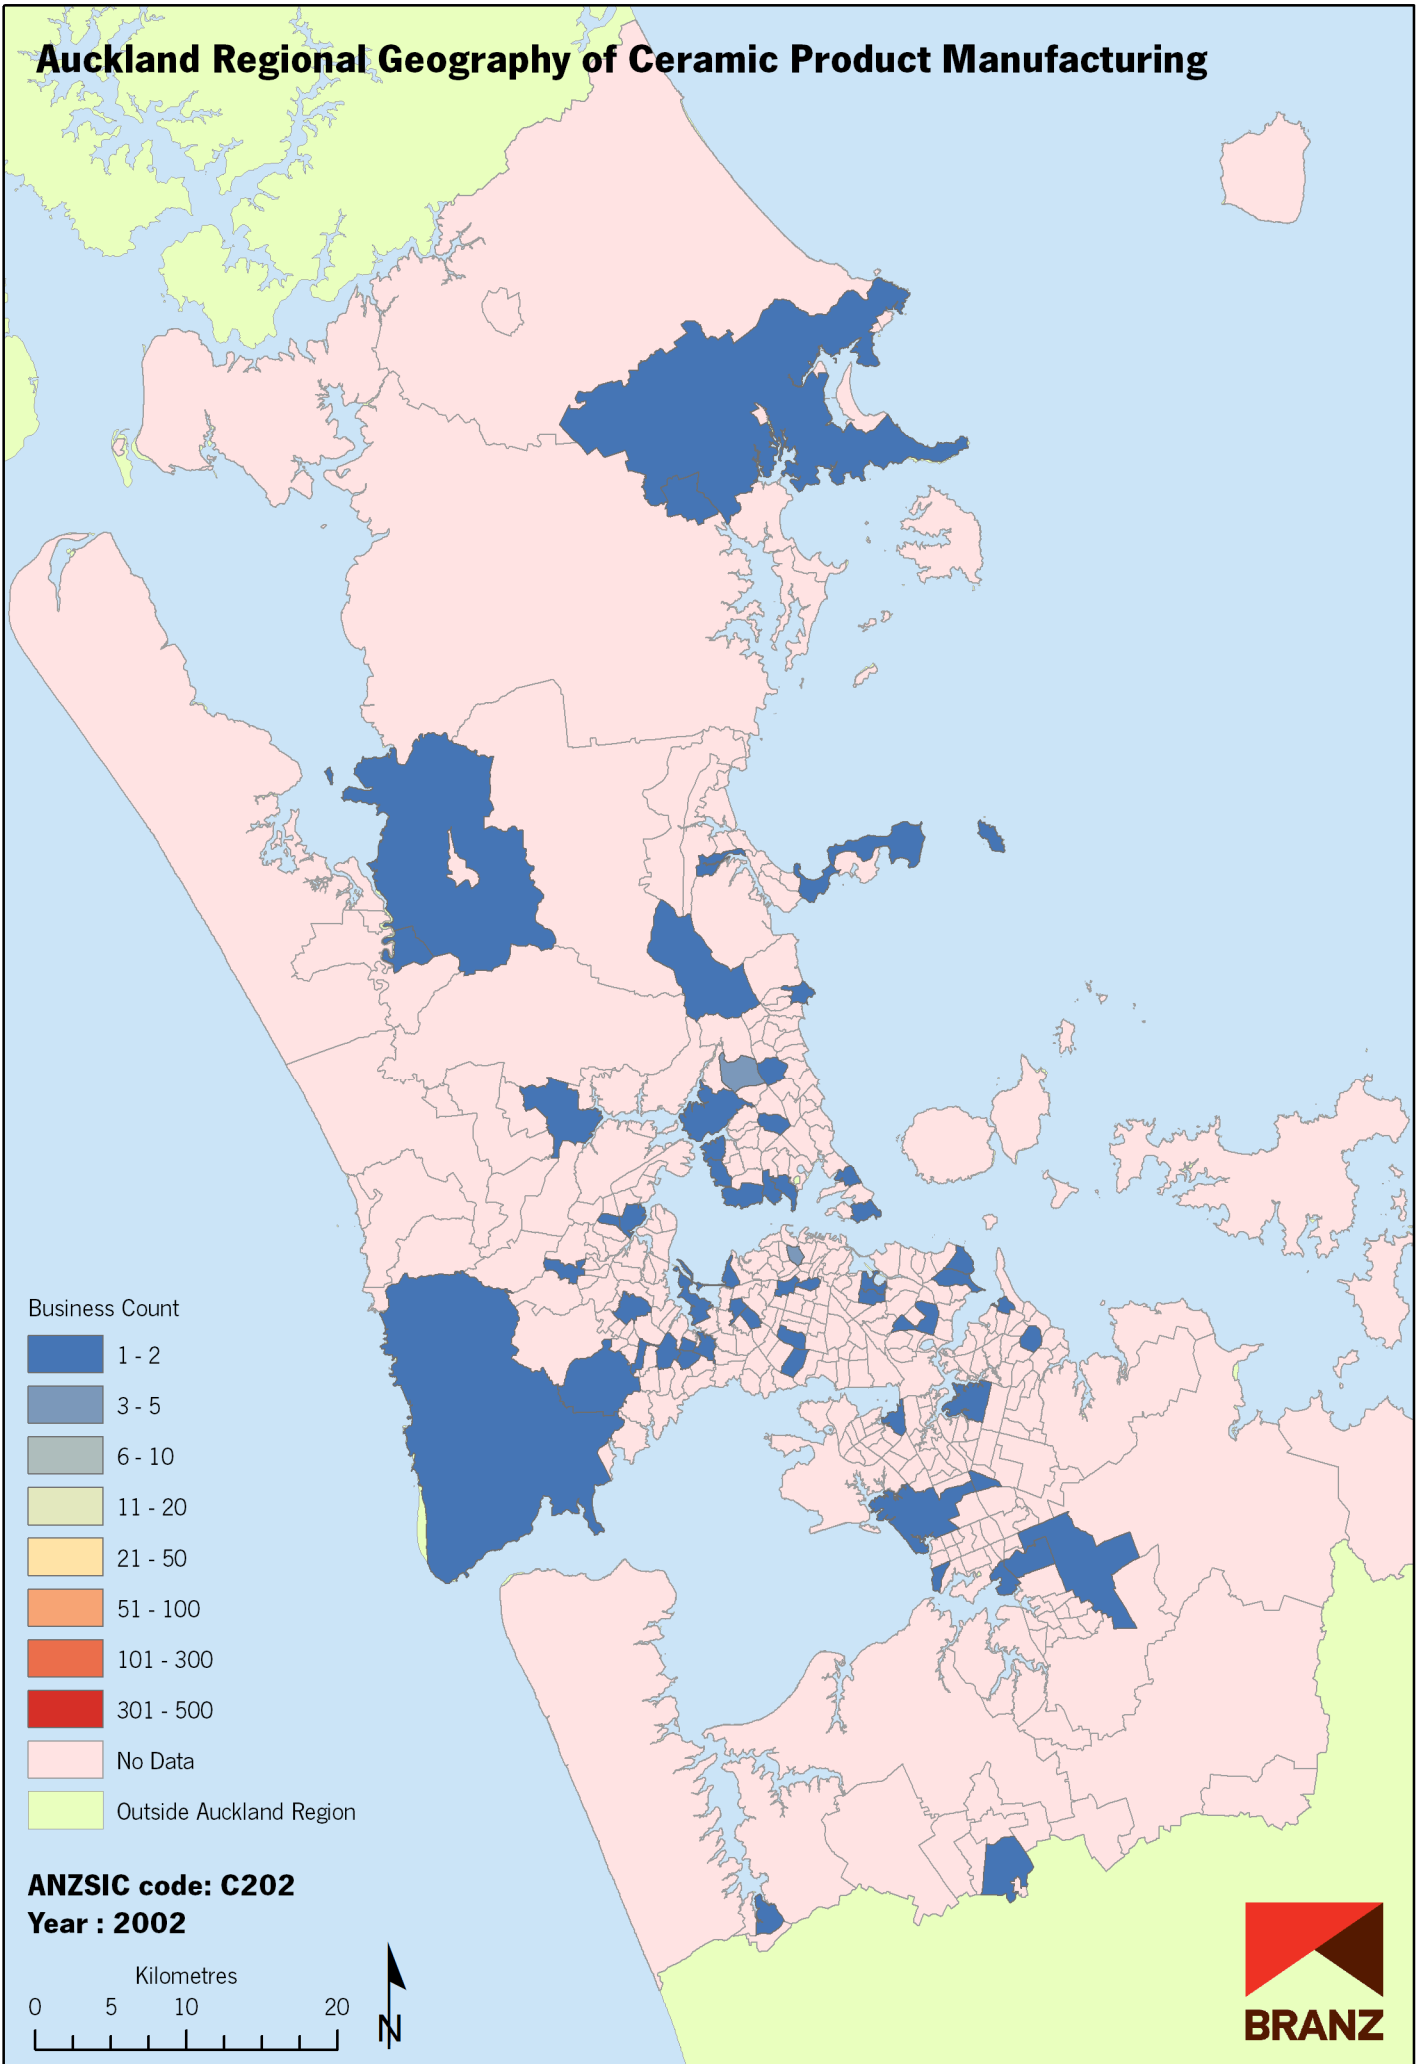 Auckland Regional Geography of Ceramic Product Manufacturing
Business Count
1 - 2
3 - 5
6 - 10
11 - 20
21 - 50
51 - 100
101 - 300
301 - 500
No Data
Outside Auckland Region
ANZSIC code: C202
Year : 2002
Kilometres
0 5 10 20
N
BRANZ